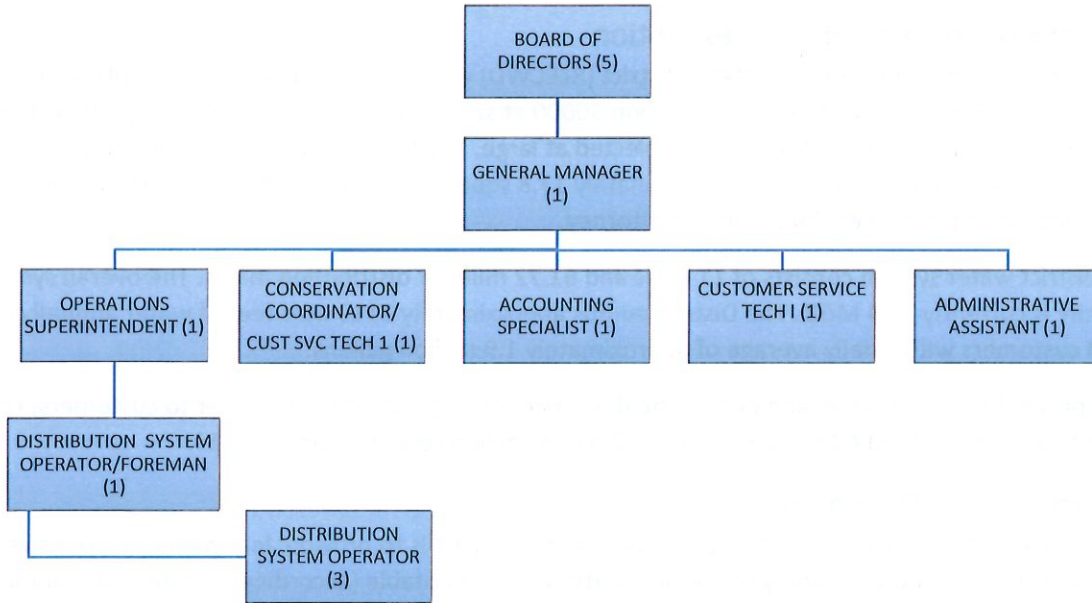 BOARD OF
DIRECTORS (5)
GENERAL MANAGER
(1)
OPERATIONS
SUPERINTENDENT (1)
CONSERVATION
COORDINATOR/
CUST SVC TECH 1 (1)
ACCOUNTING
SPECIALIST (1)
CUSTOMER SERVICE
TECH I (1)
ADMINISTRATIVE
ASSISTANT (1)
DISTRIBUTION SYSTEM
OPERATOR/FOREMAN
(1)
DISTRIBUTION
SYSTEM OPERATOR
(3)